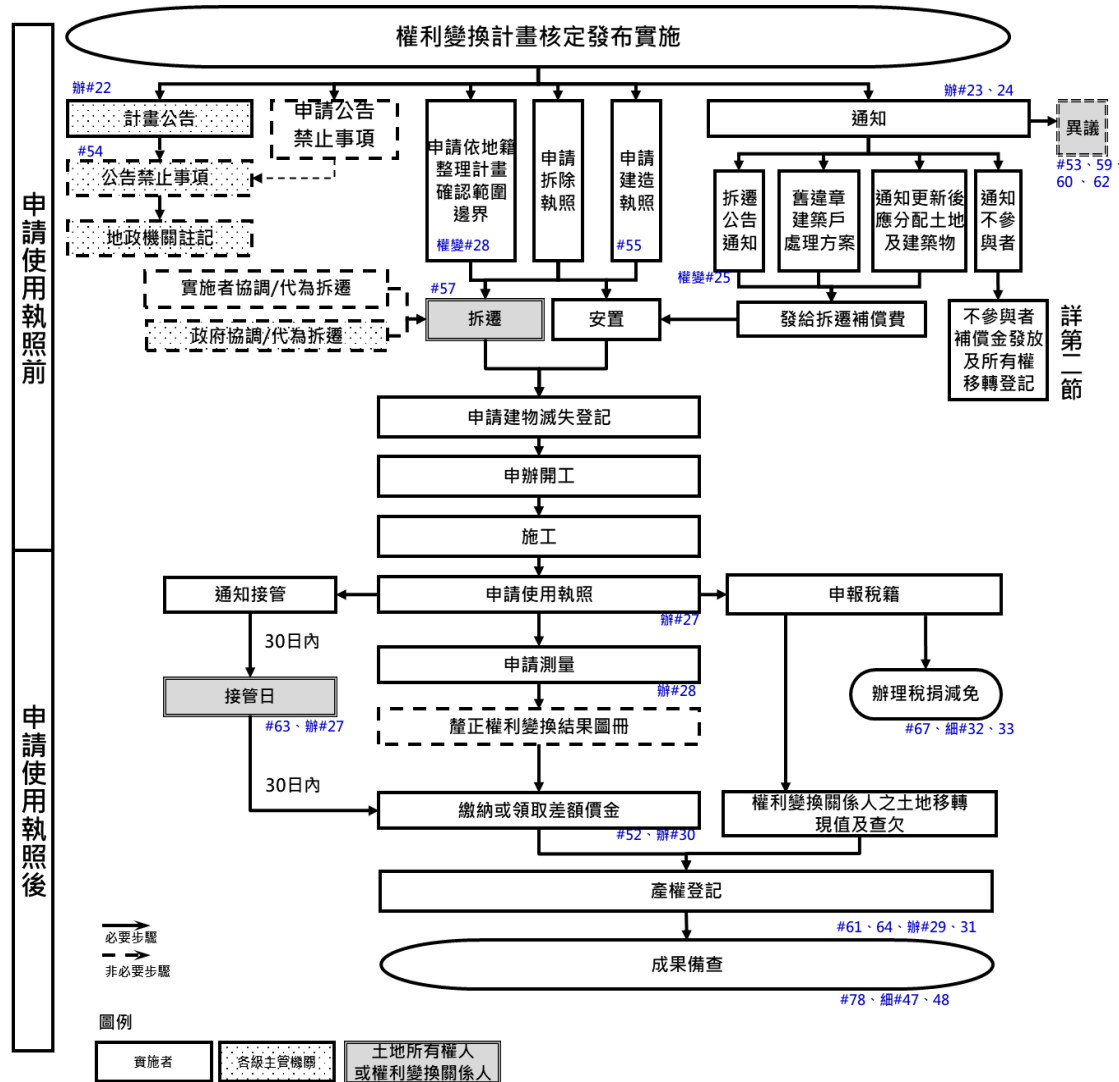 權利變換計畫核定發布實施
申請使用執照前
辦#22
計畫公告
#54
公告禁止事項
地政機關註記
申請公告
禁止事項
申請依地籍
整理計畫
確認範圍
邊界
權變#28
申請
拆除
執照
申請
建造
執照
#55
辦#23、24
通知
異議
#53、59、
60 、 62
拆遷
公告
通知
權變#25
舊違章
建築戶
處理方案
通知更新後
應分配土地
及建築物
通知
不參
與者
實施者協調/代為拆遷
政府協調/代為拆遷
#57
拆遷
安置
發給拆遷補償費
不參與者
補償金發放
及所有權
移轉登記
詳第二節
申請建物滅失登記
申辦開工
施工
申請使用執照後
通知接管
申請使用執照
辦#27
申報稅籍
30日內
接管日
#63、辦#27
申請測量
辦#28
釐正權利變換結果圖冊
辦理稅捐減免
#67、細#32、33
30日內
繳納或領取差額價金
#52、辦#30
權利變換關係人之土地移轉
現值及查欠
產權登記
#61、64、辦#29、31
成果備查
#78、細#47、48
必要步驟
非必要步驟
圖例
實施者
各級主管機關
土地所有權人
或權利變換關係人